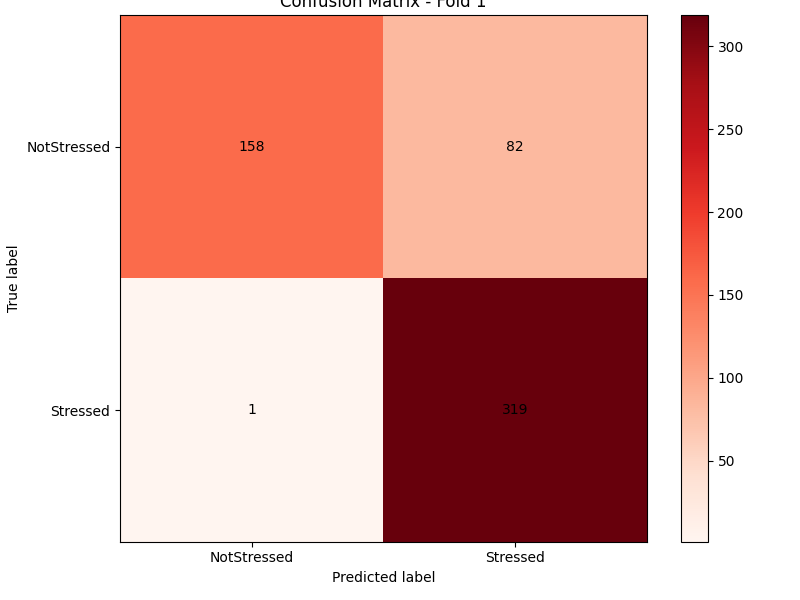 Confusion Matrix - Fold 1
NotStressed
158
82
Stressed
1
319
NotStressed
Stressed
Predicted label
True label
300
250
200
150
100
50